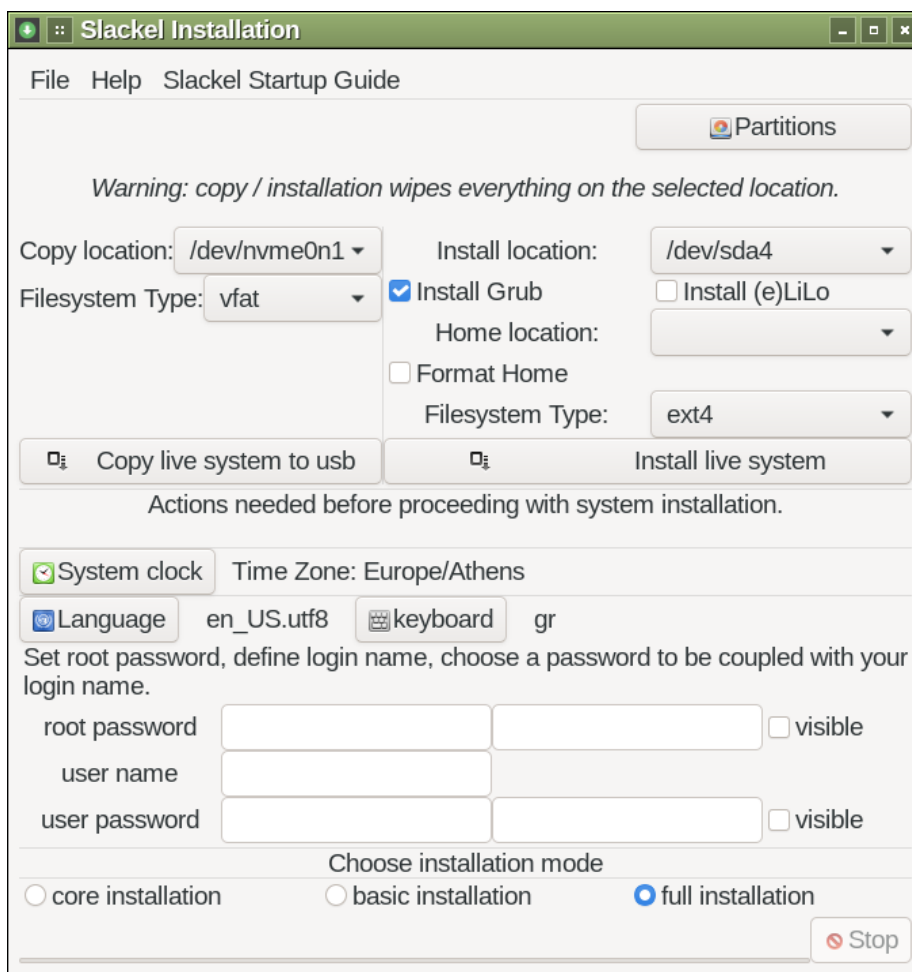 Slackel Installation
File Help Slackel Startup Guide
Partitions
Warning: copy / installation wipes everything on the selected location.
Copy location: /dev/nvme0n1 Install location: /dev/sda4
Filesystem Type: vfat Install Grub Install (e)LiLo
Home location:
Format Home
Filesystem Type: ext4
Copy live system to usb Install live system
Actions needed before proceeding with system installation.
System clock Time Zone: Europe/Athens
Language en_US.utf8 keyboard gr
Set root password, define login name, choose a password to be coupled with your
login name.
root password visible
user name
user password visible
Choose installation mode
core installation basic installation full installation
Stop